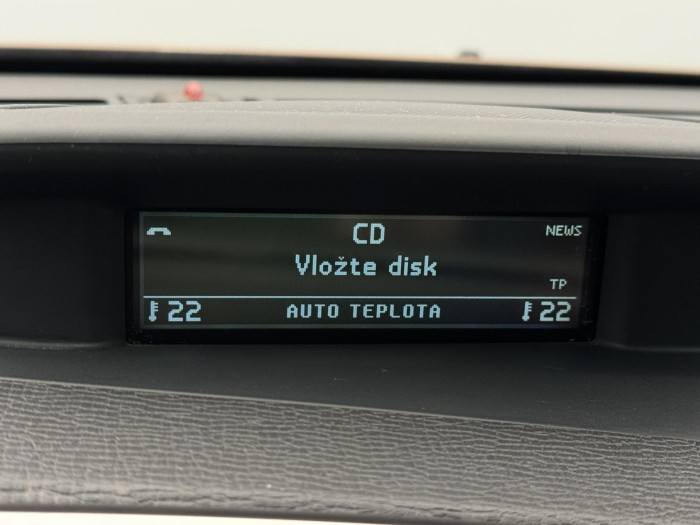 CD NEWS
Vložte disk
TP
22 AUTO TEPLOTA 22